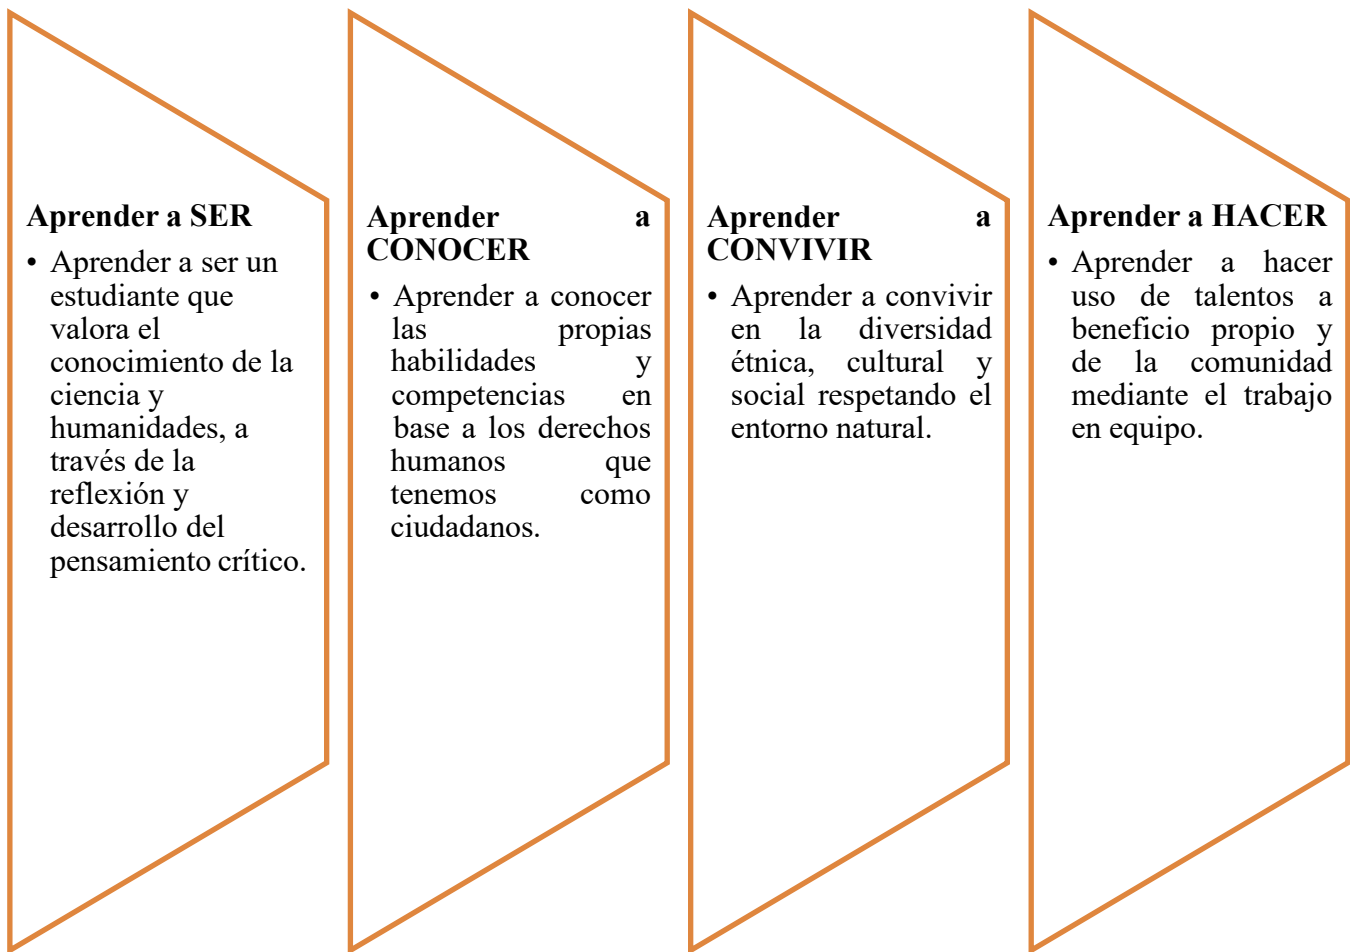 Aprender a SER
• Aprender a ser un
estudiante que
valora el
conocimiento de la
ciencia y
humanidades, a
través de la
reflexión y
desarrollo del
pensamiento crítico.
Aprender a
CONOCER
• Aprender a conocer
las propias
habilidades y
competencias en
base a los derechos
humanos que
tenemos como
ciudadanos.
Aprender a
CONVIVIR
• Aprender a convivir
en la diversidad
étnica, cultural y
social respetando el
entorno natural.
Aprender a HACER
• Aprender a hacer
uso de talentos a
beneficio propio y
de la comunidad
mediante el trabajo
en equipo.